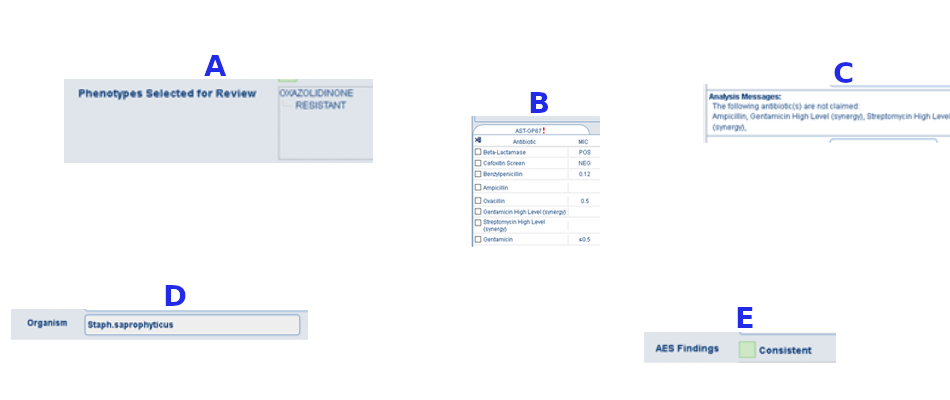 A
Phenotypes Selected for Review
OXAZOLIDINONE
RESISTANT
B
AST-GP67 !
Antibiotic MIC
Beta-Lactamase POS
Cefoxitin Screen NEG
Benzylpenicillin 0.12
Ampicillin
Oxacillin 0.5
Gentamicin High Level (synergy)
Streptomycin High Level
(synergy)
Gentamicin ≤0.5
C
Analysis Messages:
The following antibiotic(s) are not claimed:
Ampicillin, Gentamicin High Level (synergy), Streptomycin High Level
(synergy),
D
Organism Staph.saprophyticus
E
AES Findings Consistent